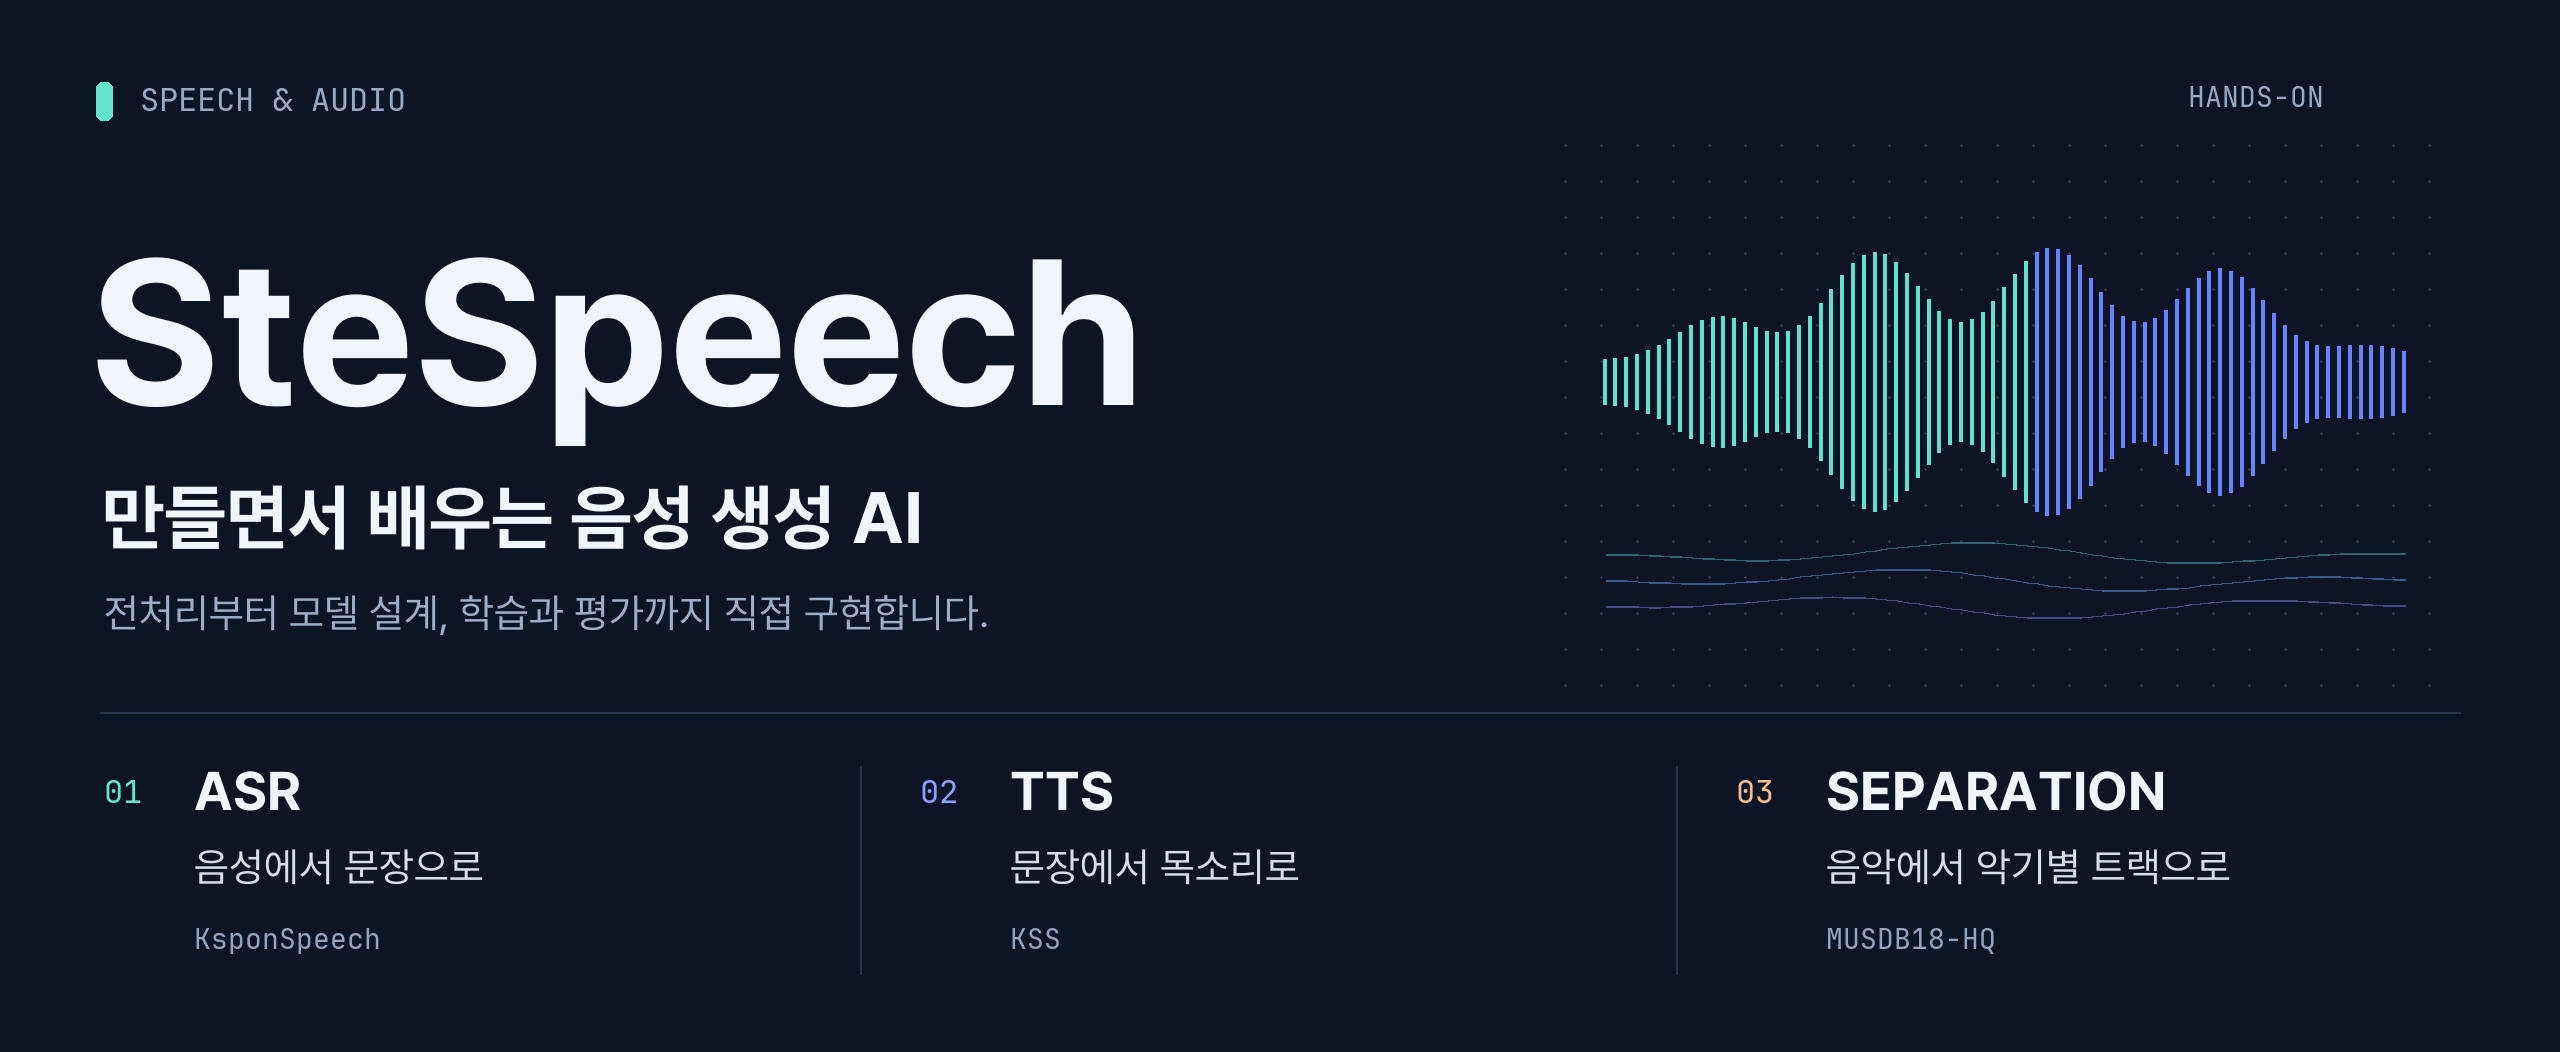 SPEECH & AUDIO
HANDS-ON
SteSpeech
만들면서 배우는 음성 생성 AI
전처리부터 모델 설계, 학습과 평가까지 직접 구현합니다.
01 ASR
음성에서 문장으로
KsponSpeech
02 TTS
문장에서 목소리로
KSS
03 SEPARATION
음악에서 악기별 트랙으로
MUSDB18-HQ